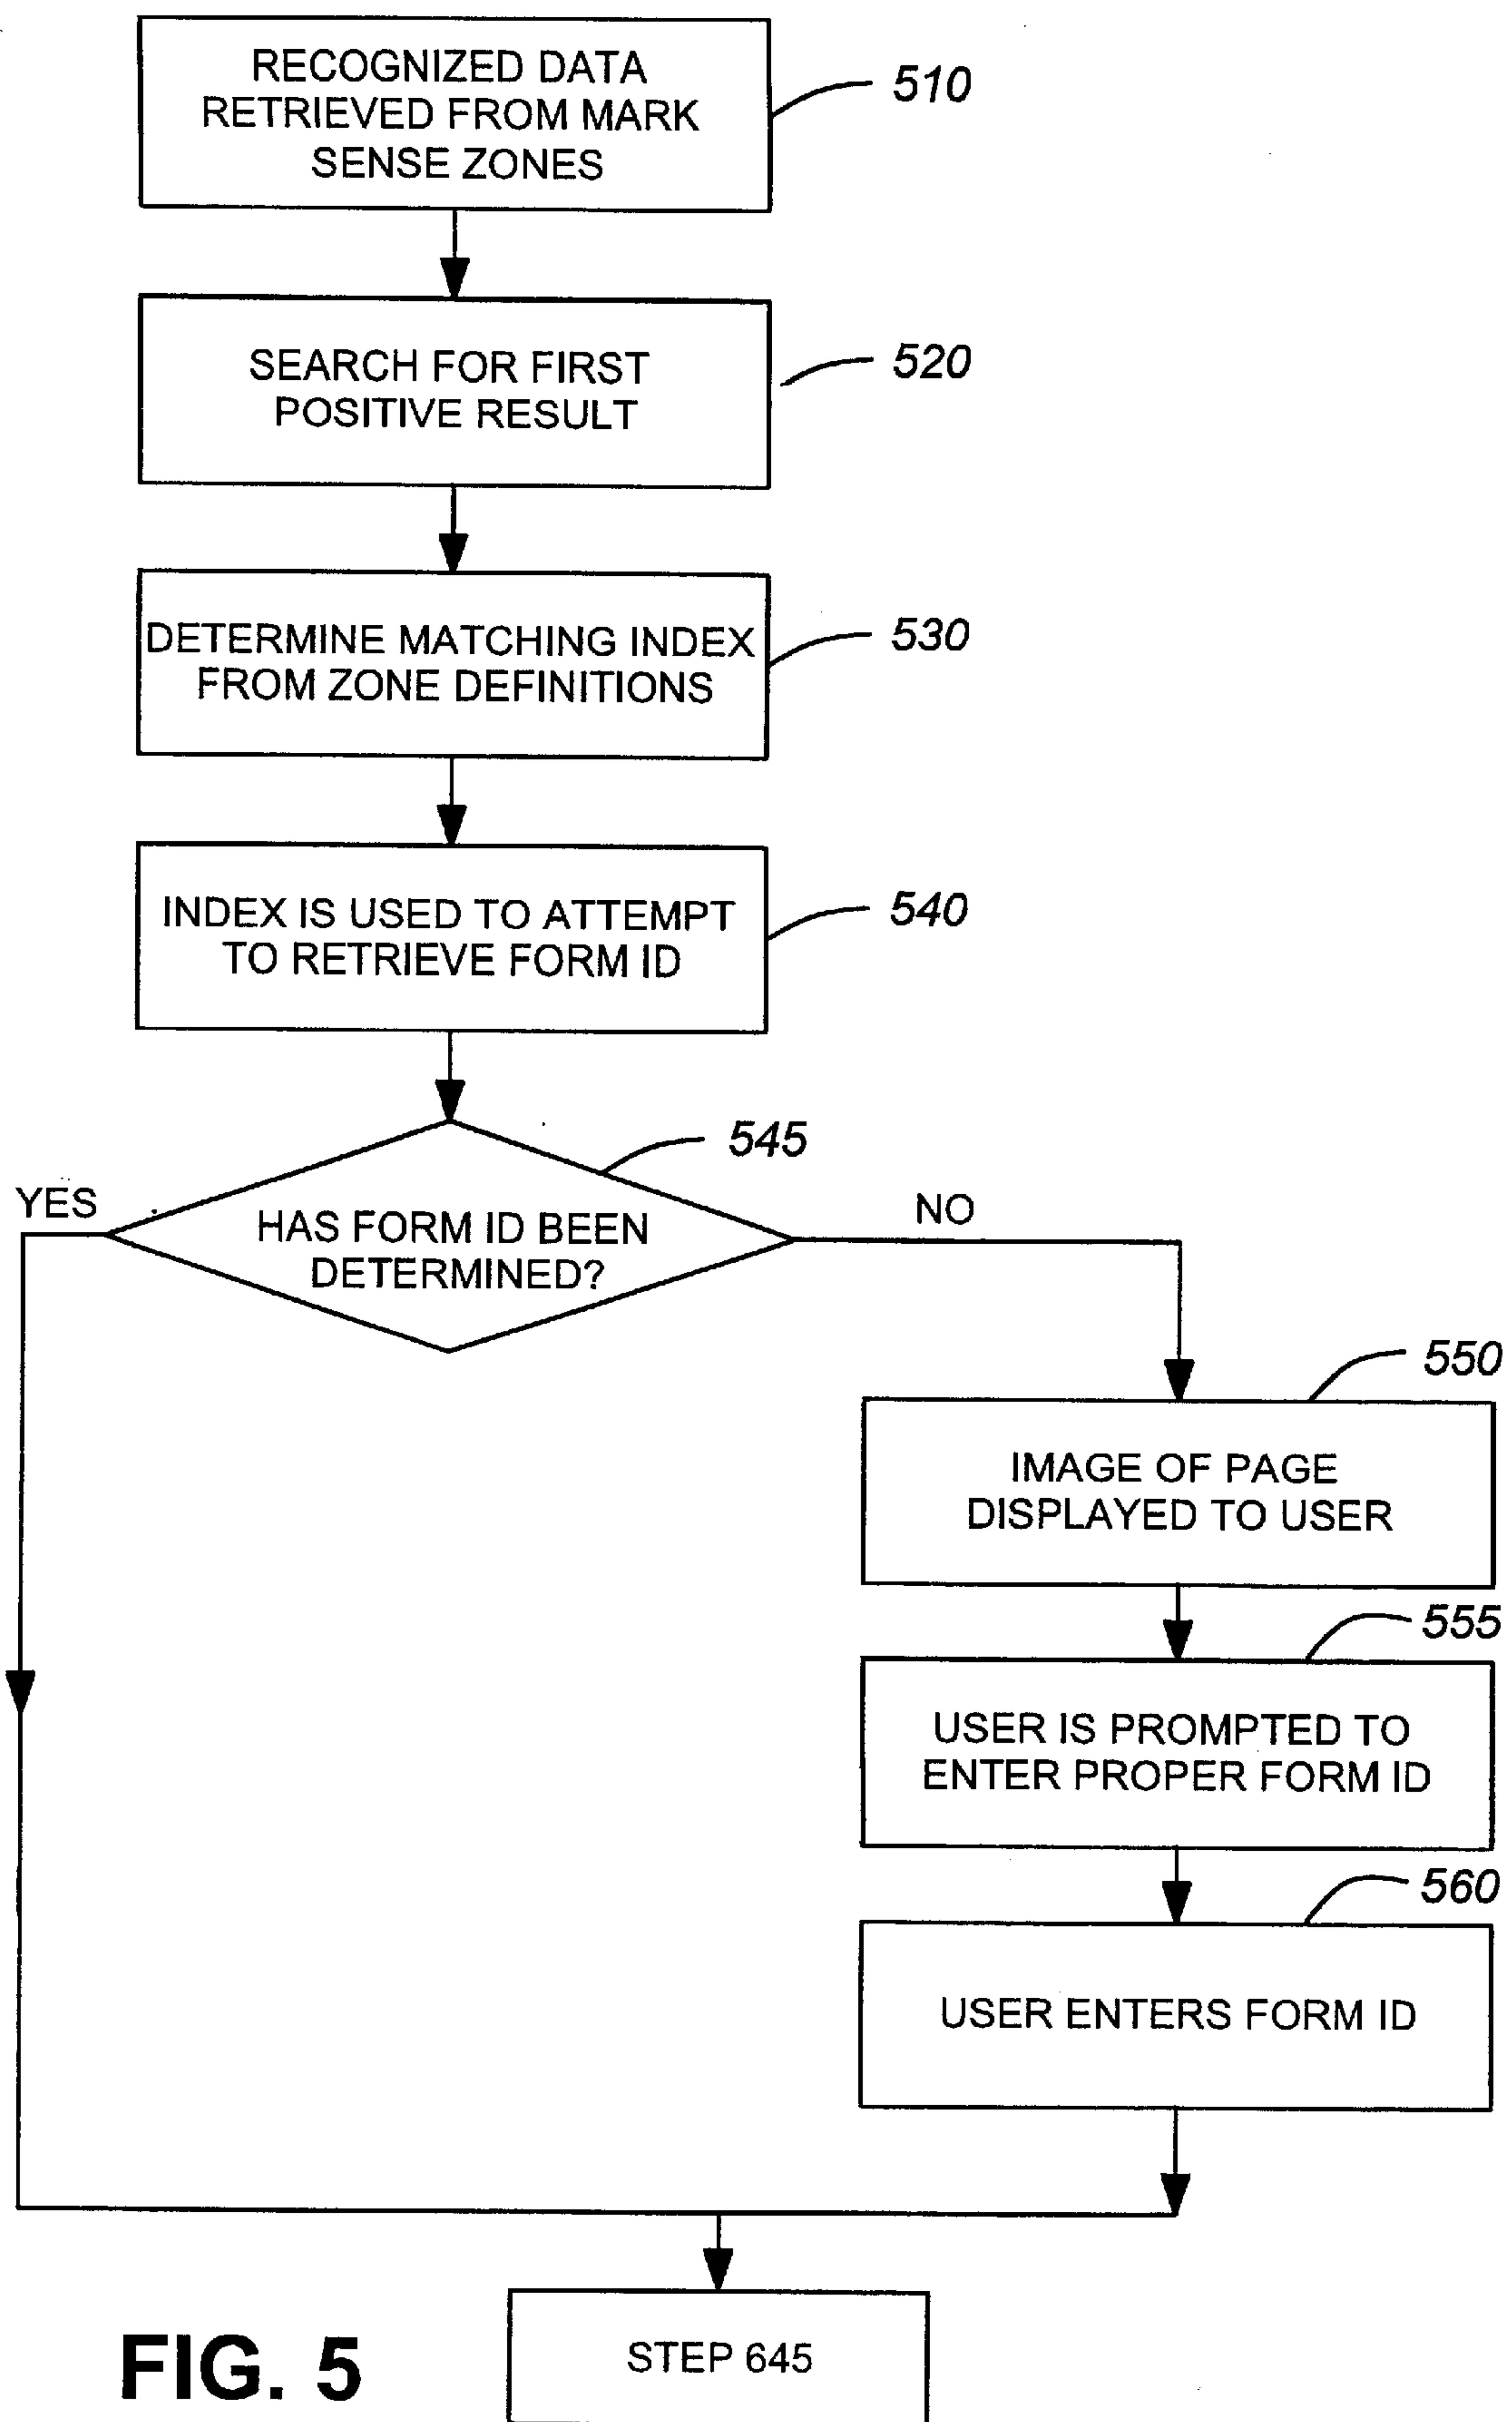 RECOGNIZED DATA
RETRIEVED FROM MARK
SENSE ZONES
510
SEARCH FOR FIRST
POSITIVE RESULT
520
DETERMINE MATCHING INDEX
FROM ZONE DEFINITIONS
530
INDEX IS USED TO ATTEMPT
TO RETRIEVE FORM ID
540
545
YES
HAS FORM ID BEEN
DETERMINED?
NO
550
IMAGE OF PAGE
DISPLAYED TO USER
555
USER IS PROMPTED TO
ENTER PROPER FORM ID
560
USER ENTERS FORM ID
STEP 645
FIG. 5